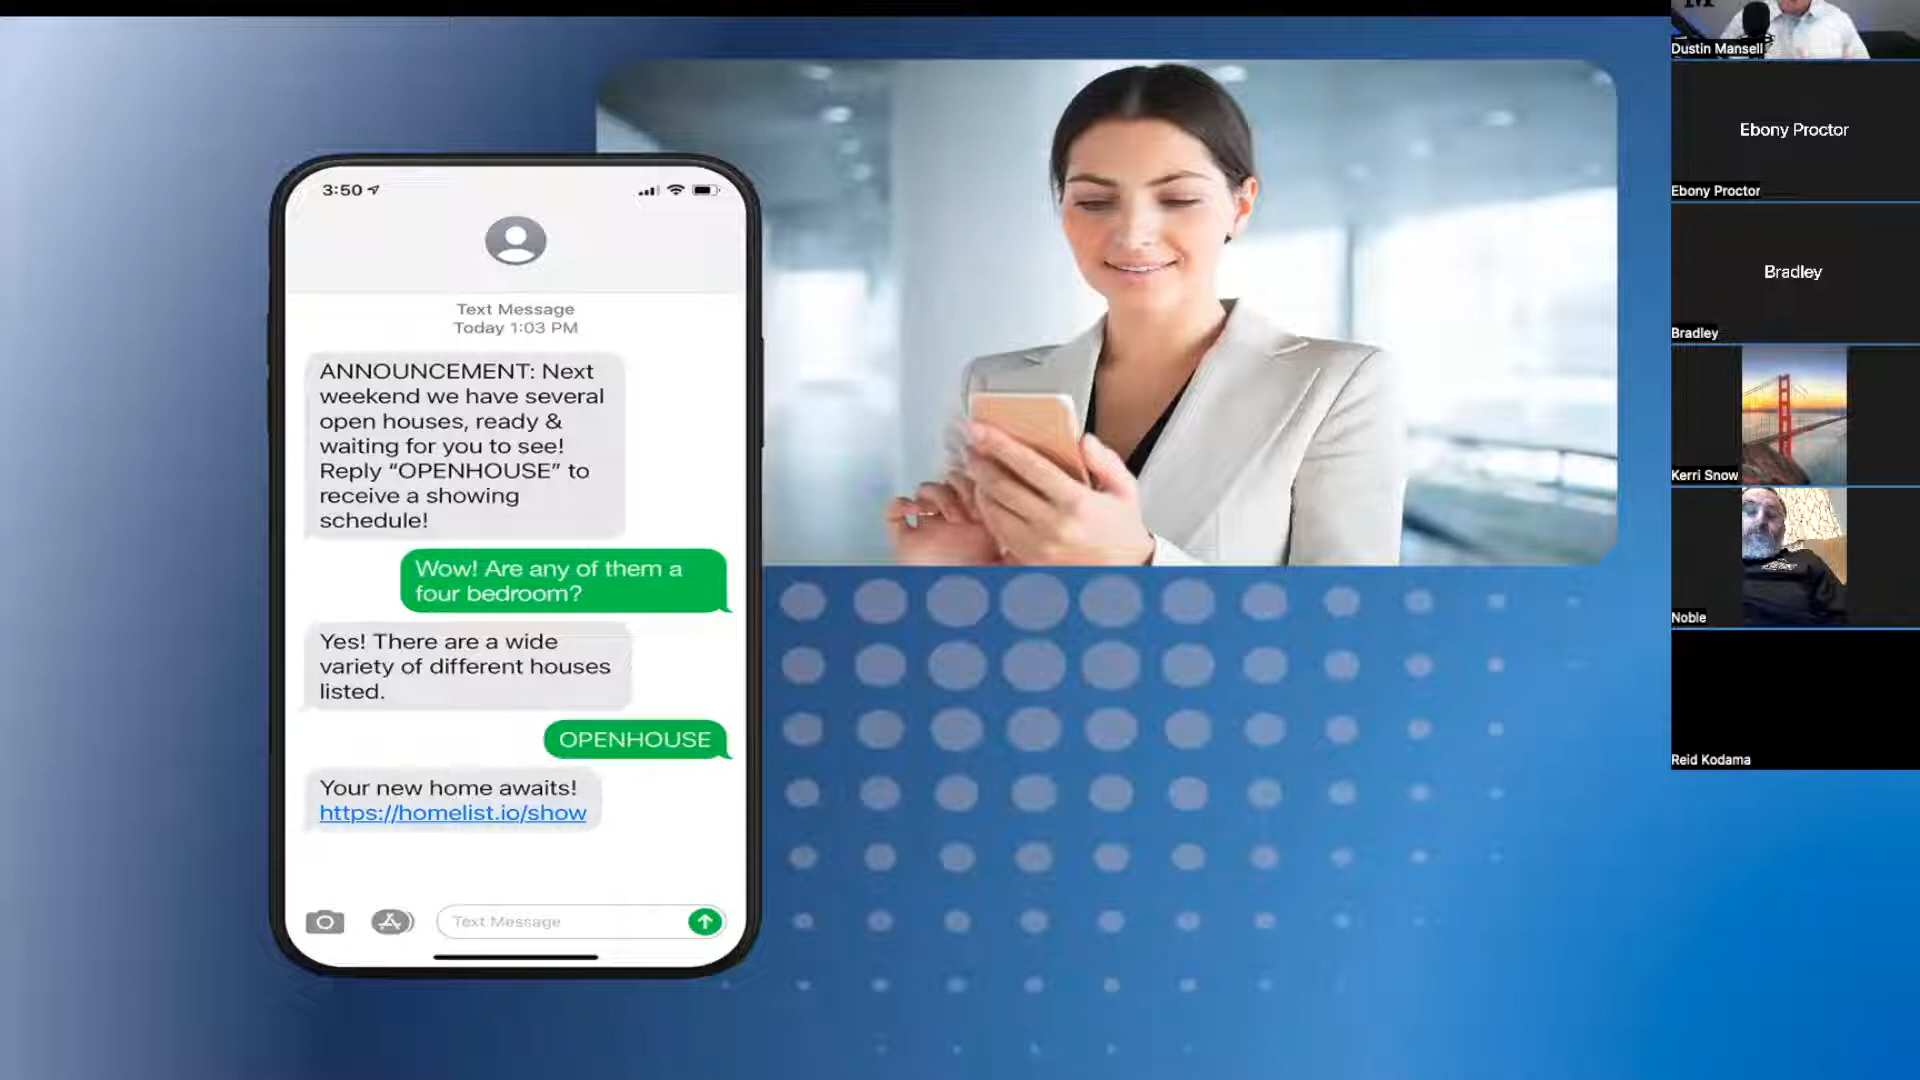 3:50
Text Message
Today 1:03 PM
ANNOUNCEMENT: Next
weekend we have several
open houses, ready &
waiting for you to see!
Reply “OPENHOUSE” to
receive a showing
schedule!
Wow! Are any of them a
four bedroom?
Yes! There are a wide
variety of different houses
listed.
OPENHOUSE
Your new home awaits!
https://homelist.io/show
Text Message
Dustin Mansell
Ebony Proctor
Ebony Proctor
Bradley
Bradley
Kerri Snow
Noble
Reid Kodama